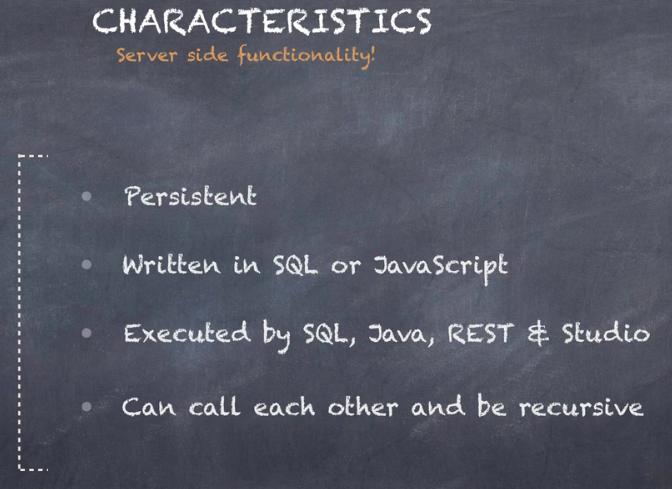 CHARACTERISTICS
Server side functionality!
Persistent
Written in SQL or JavaScript
Executed by SQL, Java, REST & Studio
Can call each other and be recursive